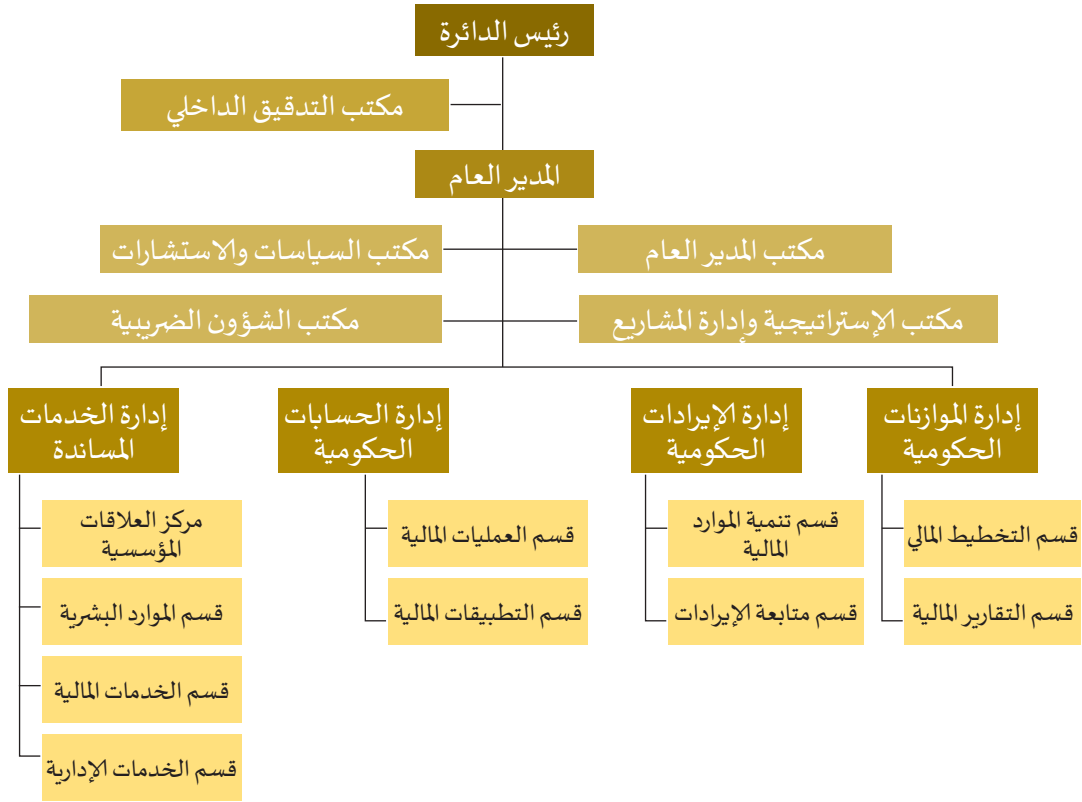 رئيس الدائرة
مكتب التدقيق الداخلي
المدير العام
مكتب المدير العام
مكتب السياسات والاستشارات
مكتب الإستراتيجية وإدارة المشاريع
مكتب الشؤون الضريبية
إدارة الموازنات
الحكومية
قسم التخطيط المالي
قسم التقارير المالية
إدارة الإيرادات
الحكومية
قسم تنمية الموارد
المالية
قسم متابعة الإيرادات
إدارة الحسابات
الحكومية
قسم العمليات المالية
قسم التطبيقات المالية
إدارة الخدمات
المساندة
مركز العلاقات
المؤسسية
قسم الموارد البشرية
قسم الخدمات المالية
قسم الخدمات الإدارية